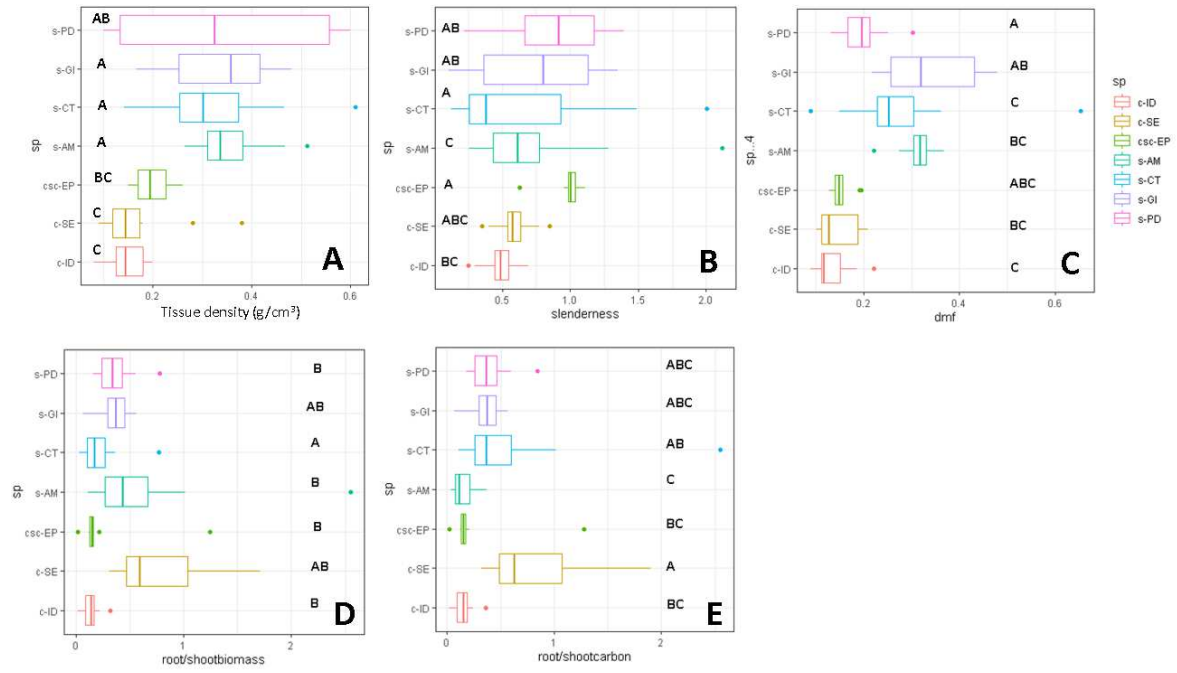 AB
s-PD
A
s-GI
A
s-CT
A
s-AM
BC
csc-EP
C
c-SE
C
c-ID
sp
A
0.2 0.4 0.6
Tissue density (g/cm³)
s-PD AB
s-GI AB
A
s-CT
s-AM C
csc-EP A
c-SE ABC
c-ID BC
sp
B
0.5 1.0 1.5 2.0
slenderness
s-PD A
s-GI AB
s-CT C
s-AM BC
csc-EP ABC
c-SE BC
c-ID C
sp...4
C
0.2 0.4 0.6
dmf
sp
c-ID
c-SE
csc-EP
s-AM
s-CT
s-GI
s-PD
s-PD B
s-GI AB
s-CT A
s-AM B
csc-EP B
c-SE AB
c-ID B
sp
D
0 1 2
root/shootbiomass
s-PD ABC
s-GI ABC
s-CT AB
s-AM C
csc-EP BC
c-SE A
c-ID BC
sp
E
0 1 2
root/shootcarbon